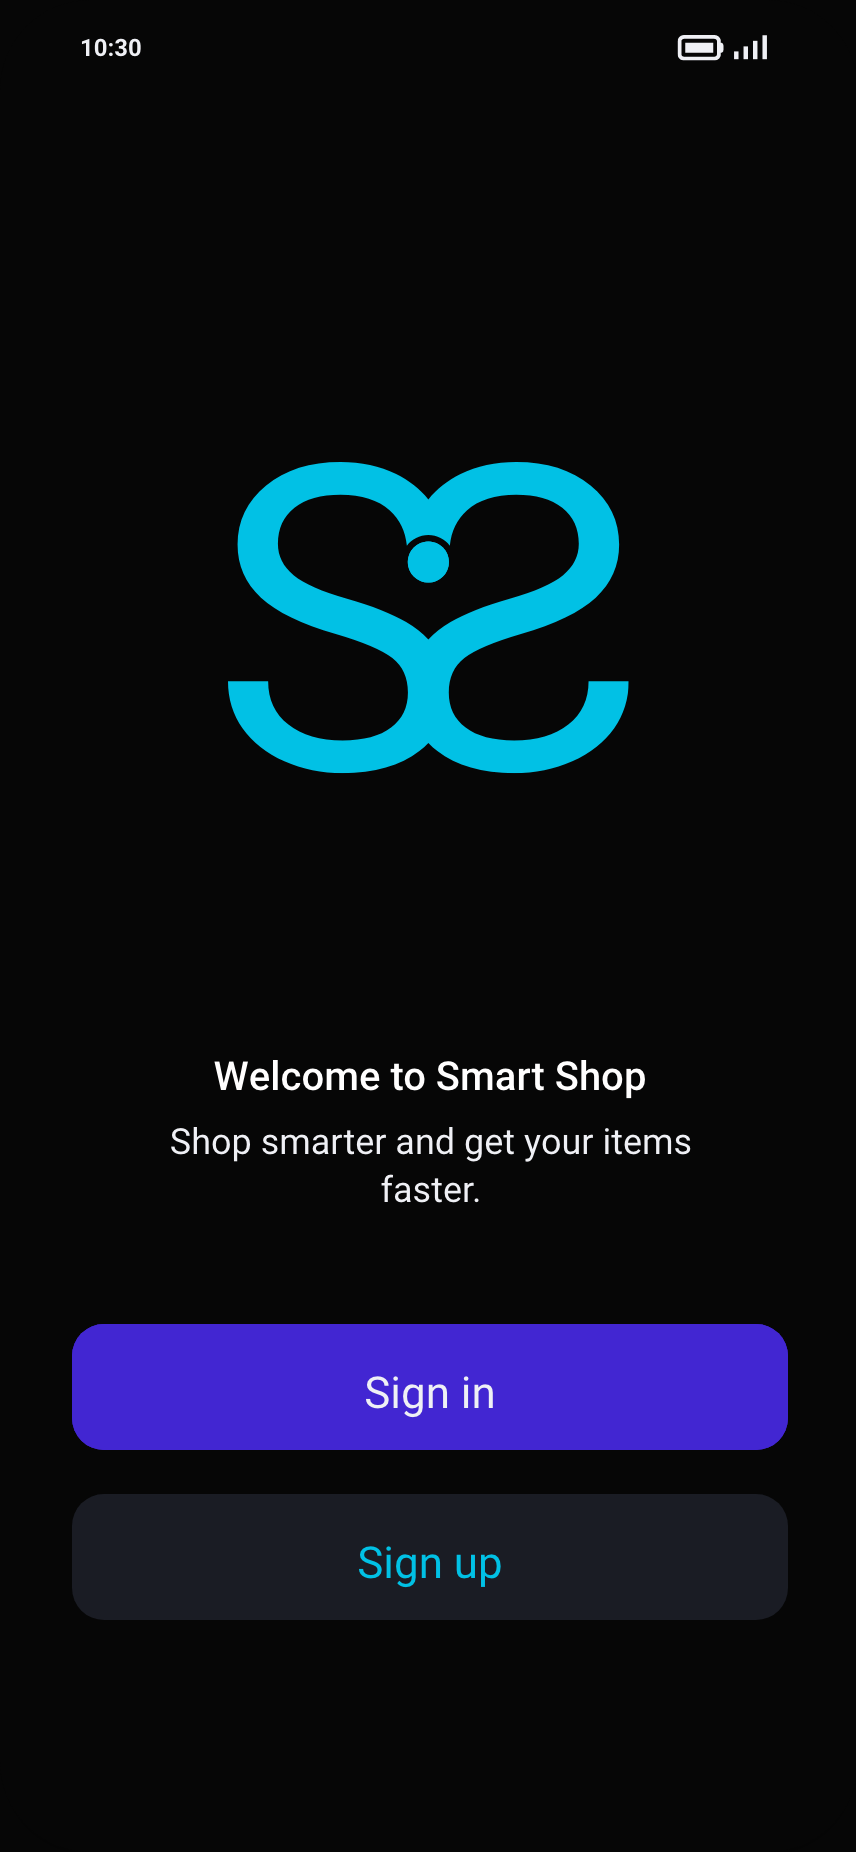 10:30
Welcome to Smart Shop
Shop smarter and get your items
faster.
Sign in
Sign up